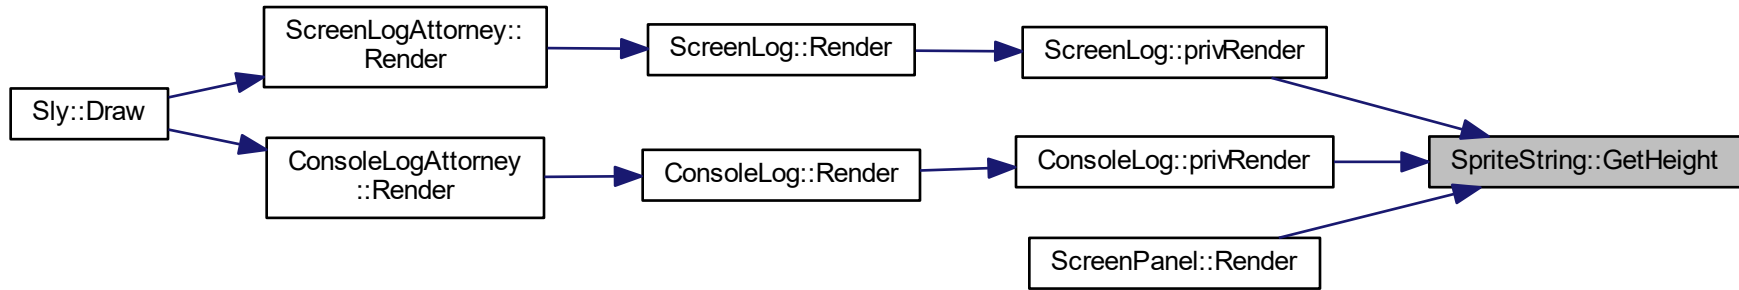 ScreenLogAttorney::
Render
ScreenLog::Render
ScreenLog::privRender
Sly::Draw
ConsoleLogAttorney
::Render
ConsoleLog::Render
ConsoleLog::privRender
SpriteString::GetHeight
ScreenPanel::Render